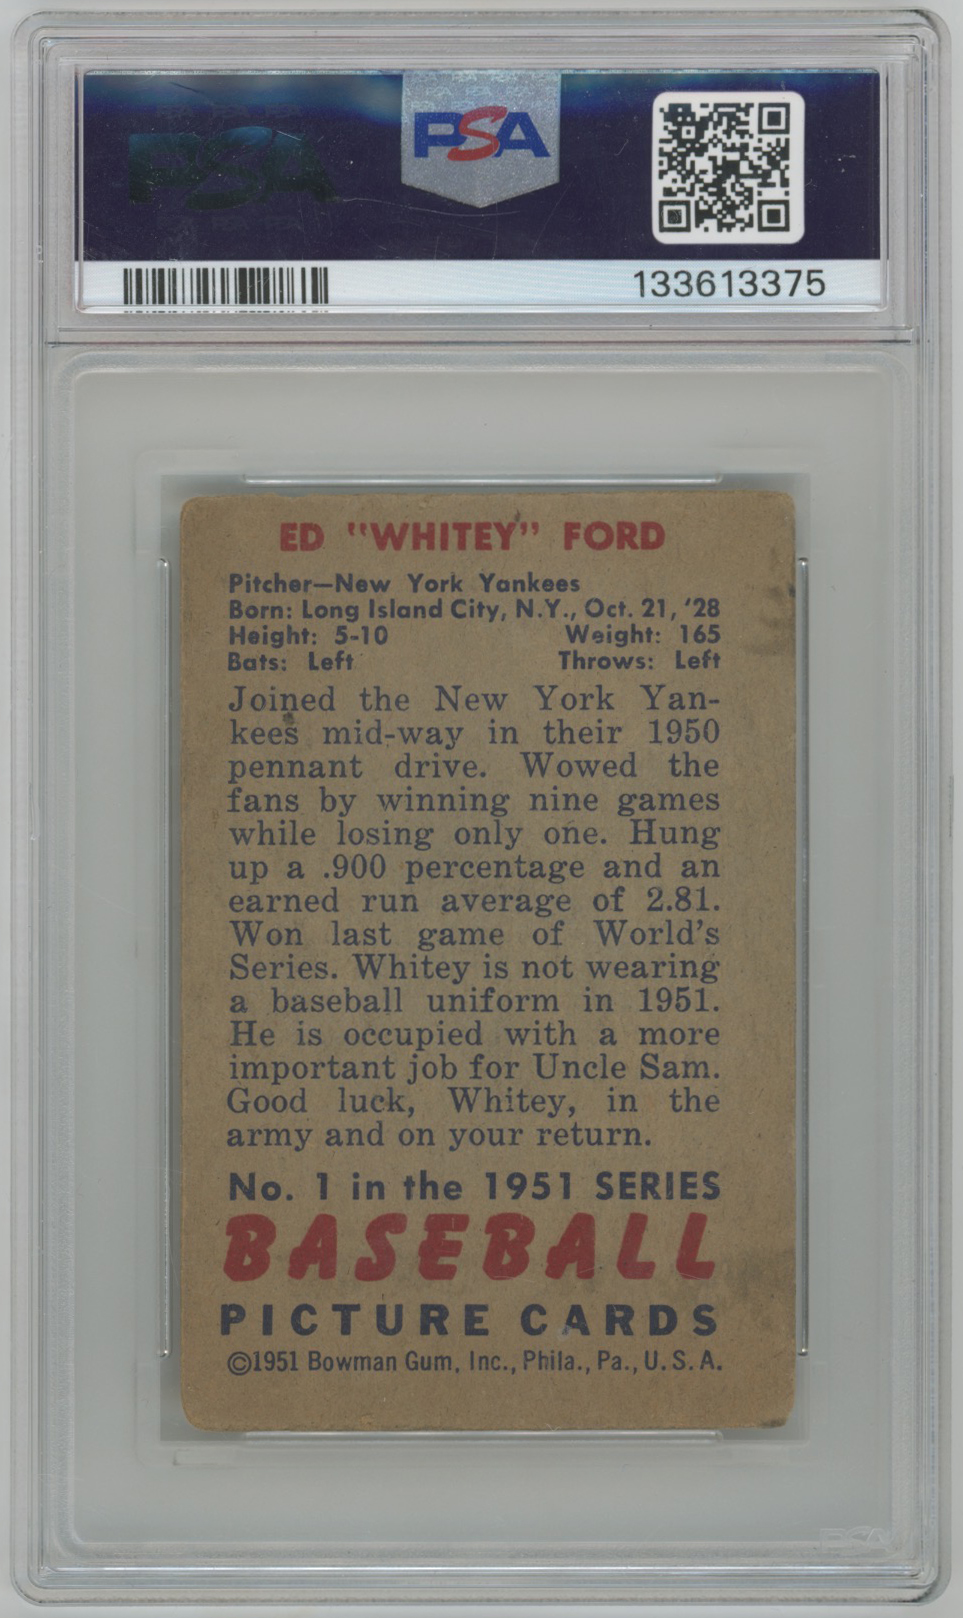 PSA
PSA
133613375
ED "WHITEY" FORD
Pitcher—New York Yankees
Born: Long Island City, N.Y., Oct. 21, '28
Height: 5-10 Weight: 165
Bats: Left Throws: Left
Joined the New York Yan-
kees mid-way in their 1950
pennant drive. Wowed the
fans by winning nine games
while losing only one. Hung
up a .900 percentage and an
earned run average of 2.81.
Won last game of World's
Series. Whitey is not wearing
a baseball uniform in 1951.
He is occupied with a more
important job for Uncle Sam.
Good luck, Whitey, in the
army and on your return.
No. 1 in the 1951 SERIES
BASEBALL
PICTURE CARDS
©1951 Bowman Gum, Inc., Phila., Pa., U.S.A.
PSA